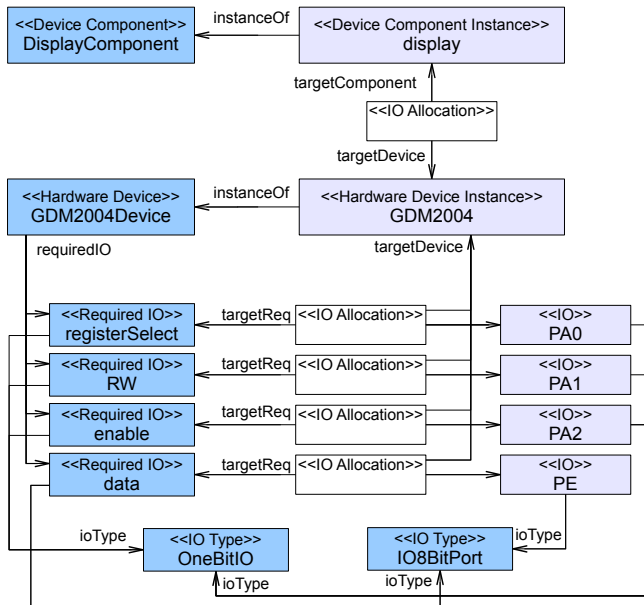 <<Device Component>>
DisplayComponent
instanceOf
<<Device Component Instance>>
display
targetComponent
<<IO Allocation>>
targetDevice
<<Hardware Device>>
GDM2004Device
instanceOf
<<Hardware Device Instance>>
GDM2004
requiredIO
targetDevice
<<Required IO>>
registerSelect
targetReq
<<IO Allocation>>
<<IO>>
PA0
<<Required IO>>
RW
targetReq
<<IO Allocation>>
<<IO>>
PA1
<<Required IO>>
enable
targetReq
<<IO Allocation>>
<<IO>>
PA2
<<Required IO>>
data
targetReq
<<IO Allocation>>
<<IO>>
PE
ioType
<<IO Type>>
OneBitIO
<<IO Type>>
IO8BitPort
ioType
ioType
ioType